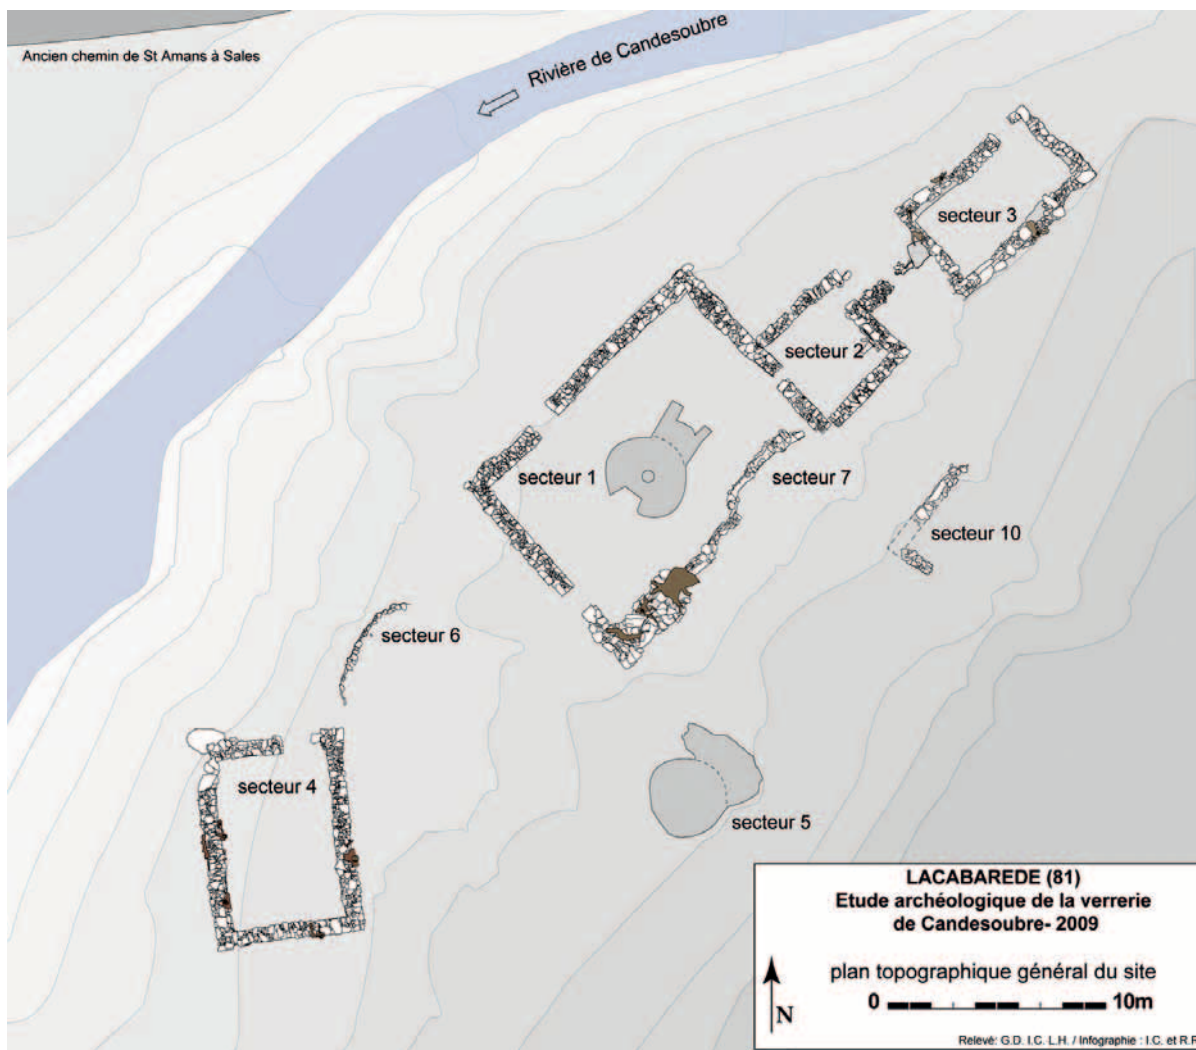 Ancien chemin de St Amans à Sales
Rivière de Candesoubre
secteur 3
secteur 2
secteur 1
secteur 7
secteur 10
secteur 6
secteur 4
secteur 5
LACABAREDE (81)
Etude archéologique de la verrerie
de Candesoubre- 2009
plan topographique général du site
N
0 10m
Relevé: G.D. I.C. L.H. / Infographie : I.C. et R.F